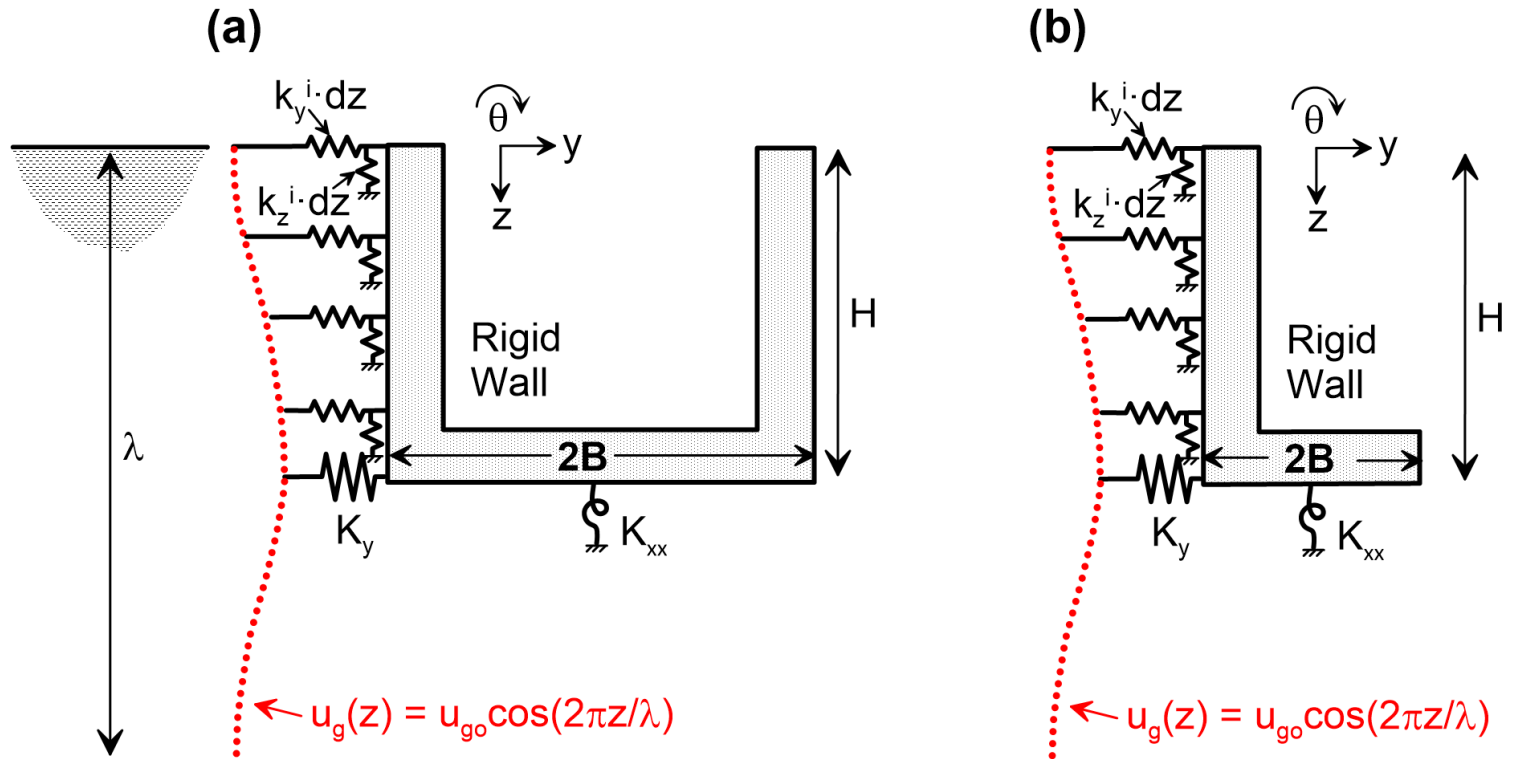 (a)
k_y^i·dz
θ
y
k_z^i·dz
z
λ
Rigid
Wall
H
2B
K_y
K_xx
u_g(z) = u_go cos(2πz/λ)
(b)
k_y^i·dz
θ
y
k_z^i·dz
z
Rigid
Wall
H
2B
K_y
K_xx
u_g(z) = u_go cos(2πz/λ)